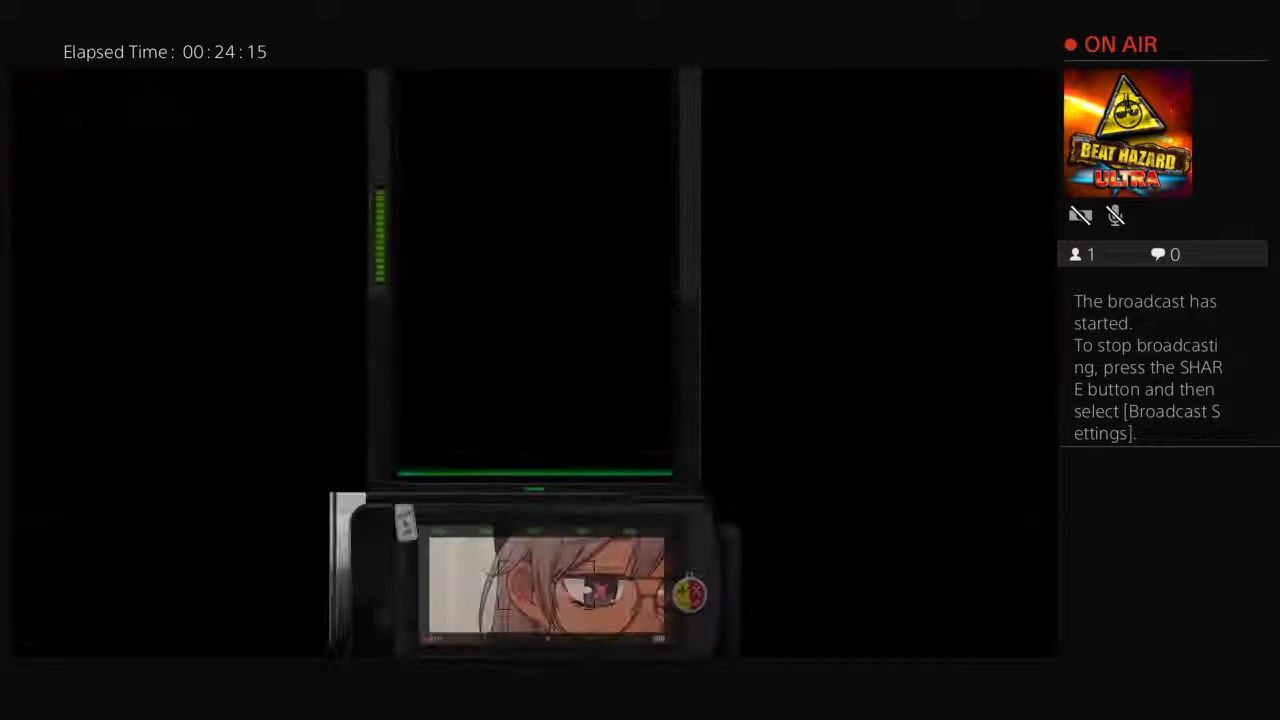 Elapsed Time: 00:24:15
ON AIR
BEAT HAZARD
ULTRA
1
0
The broadcast has
started.
To stop broadcasti
ng, press the SHAR
E button and then
select [Broadcast S
ettings].